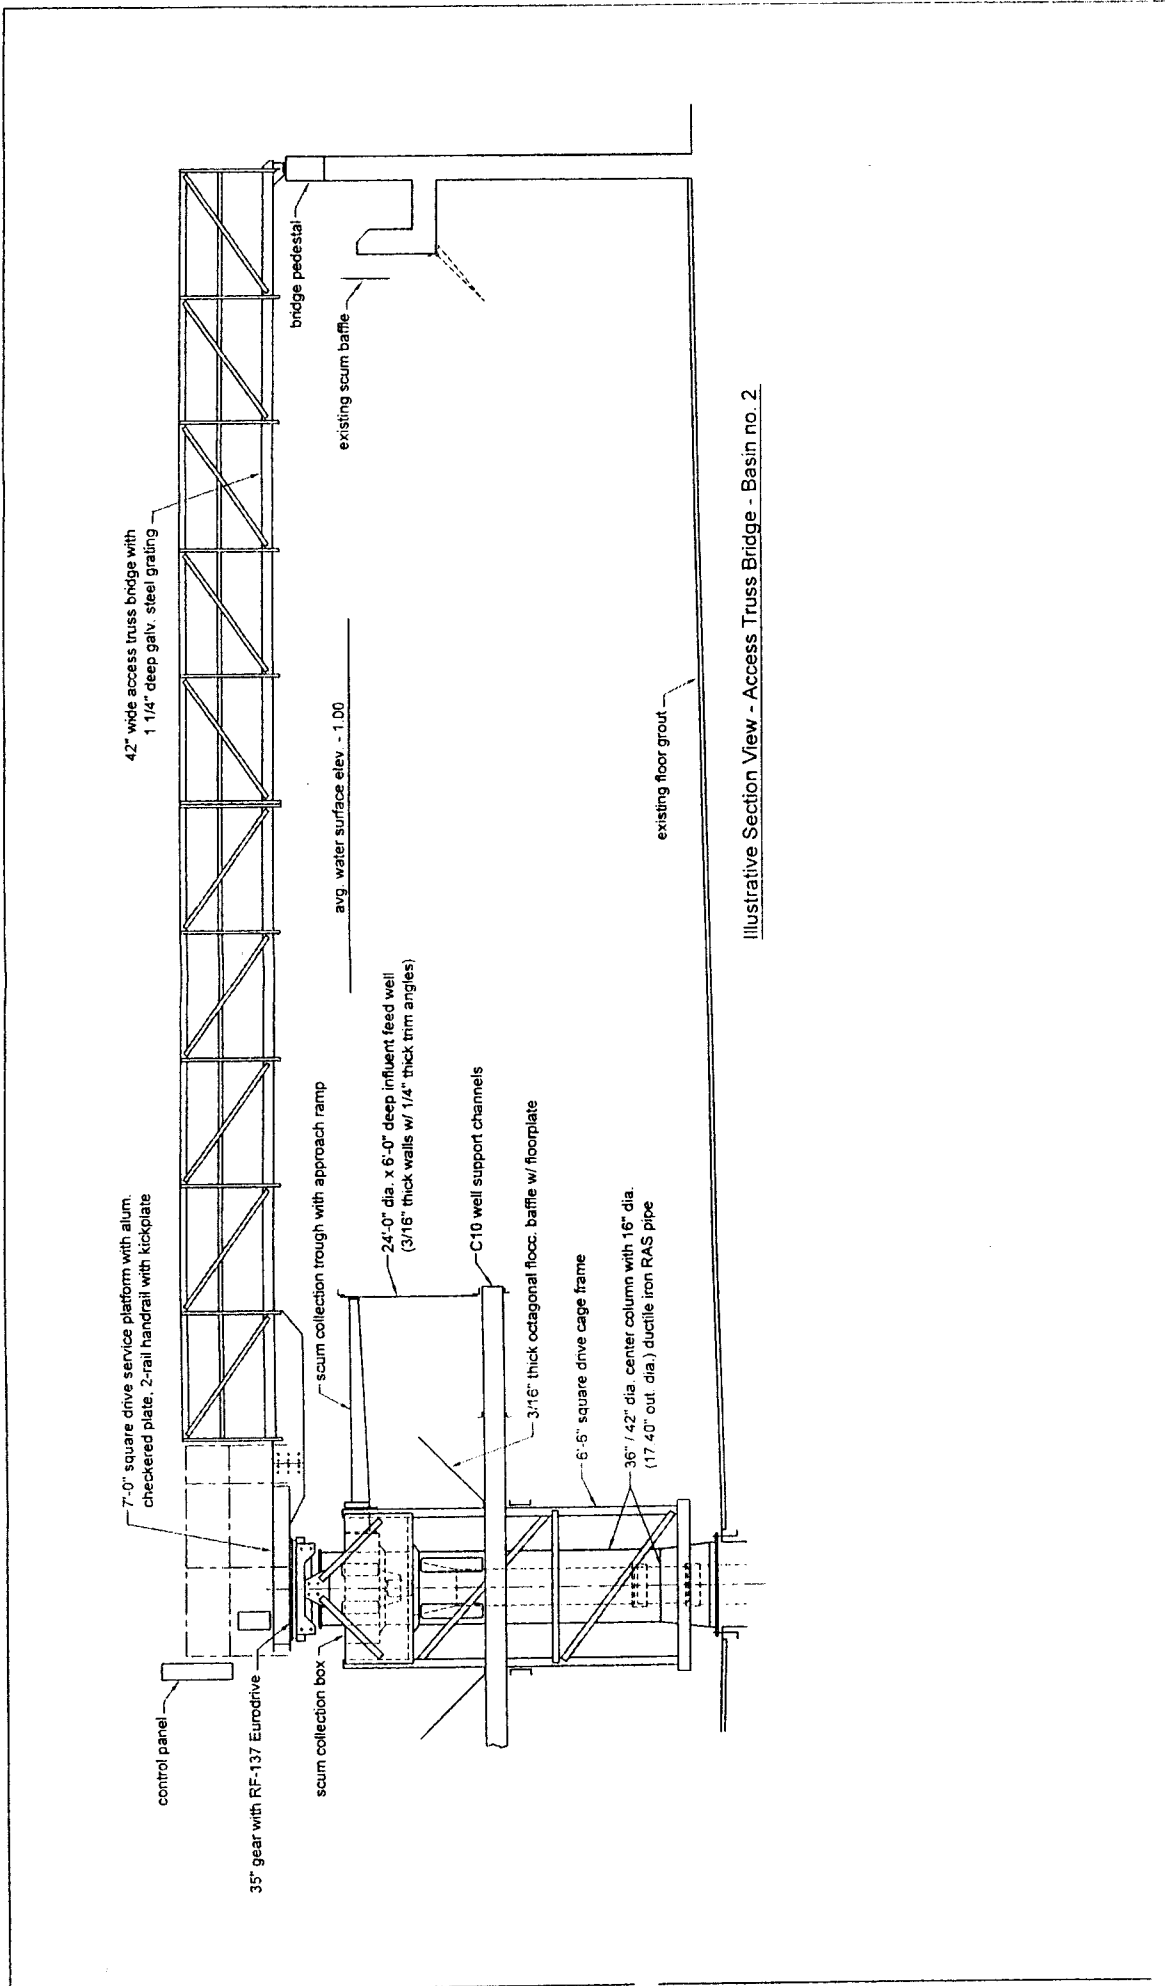 control panel
7'-0" square drive service platform with alum.
checkered plate, 2-rail handrail with kickplate
42" wide access truss bridge with
1 1/4" deep galv. steel grating
35" gear with RF-137 Eurodrive
bridge pedestal
scum collection box
scum collection trough with approach ramp
avg. water surface elev. - 1.00
existing scum baffle
24'-0" dia. x 6'-0" deep influent feed well
(3/16" thick walls w/ 1/4" thick trim angles)
C10 well support channels
3/16" thick octagonal flocc. baffle w/ floorplate
6'-6" square drive cage frame
36" / 42" dia. center column with 16" dia.
(17.40" out. dia.) ductile iron RAS pipe
existing floor grout
Illustrative Section View - Access Truss Bridge - Basin no. 2